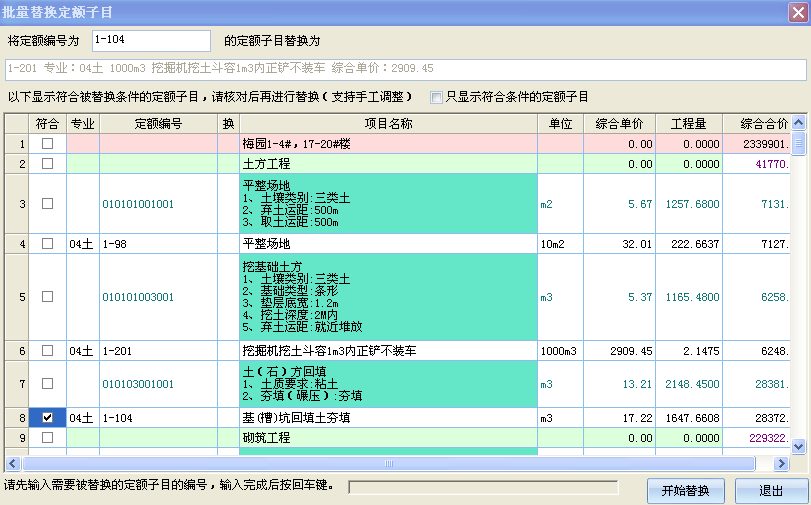 批量替换定额子目
将定额编号为 1-104 的定额子目替换为
1-201 专业：04土 1000m3 挖掘机挖土斗容1m3内正铲不装车 综合单价：2909.45
以下显示符合被替换条件的定额子目，请核对后再进行替换（支持手工调整） 只显示符合条件的定额子目
符合 专业 定额编号 换 项目名称 单位 综合单价 工程量 综合合价
1 梅园1-4#，17-20#楼 0.00 0.0000 2339901.
2 土方工程 0.00 0.0000 41770.
平整场地
1、土壤类别:三类土
3 010101001001 2、弃土运距:500m m2 5.67 1257.6800 7131.
3、取土运距:500m
4 04土 1-98 平整场地 10m2 32.01 222.6637 7127.
挖基础土方
1、土壤类别:三类土
2、基础类型:条形
5 010101003001 3、垫层底宽:1.2m m3 5.37 1165.4800 6258.
4、挖土深度:2M内
5、弃土运距:就近堆放
6 04土 1-201 挖掘机挖土斗容1m3内正铲不装车 1000m3 2909.45 2.1475 6248.
土(石)方回填
7 010103001001 1、土质要求:粘土 m3 13.21 2148.4500 28381.
2、夯填(碾压):夯填
8 04土 1-104 基(槽)坑回填土夯填 m3 17.22 1647.6608 28372.
9 砌筑工程 0.00 0.0000 229322.
请先输入需要被替换的定额子目的编号，输入完成后按回车键。 开始替换 退出